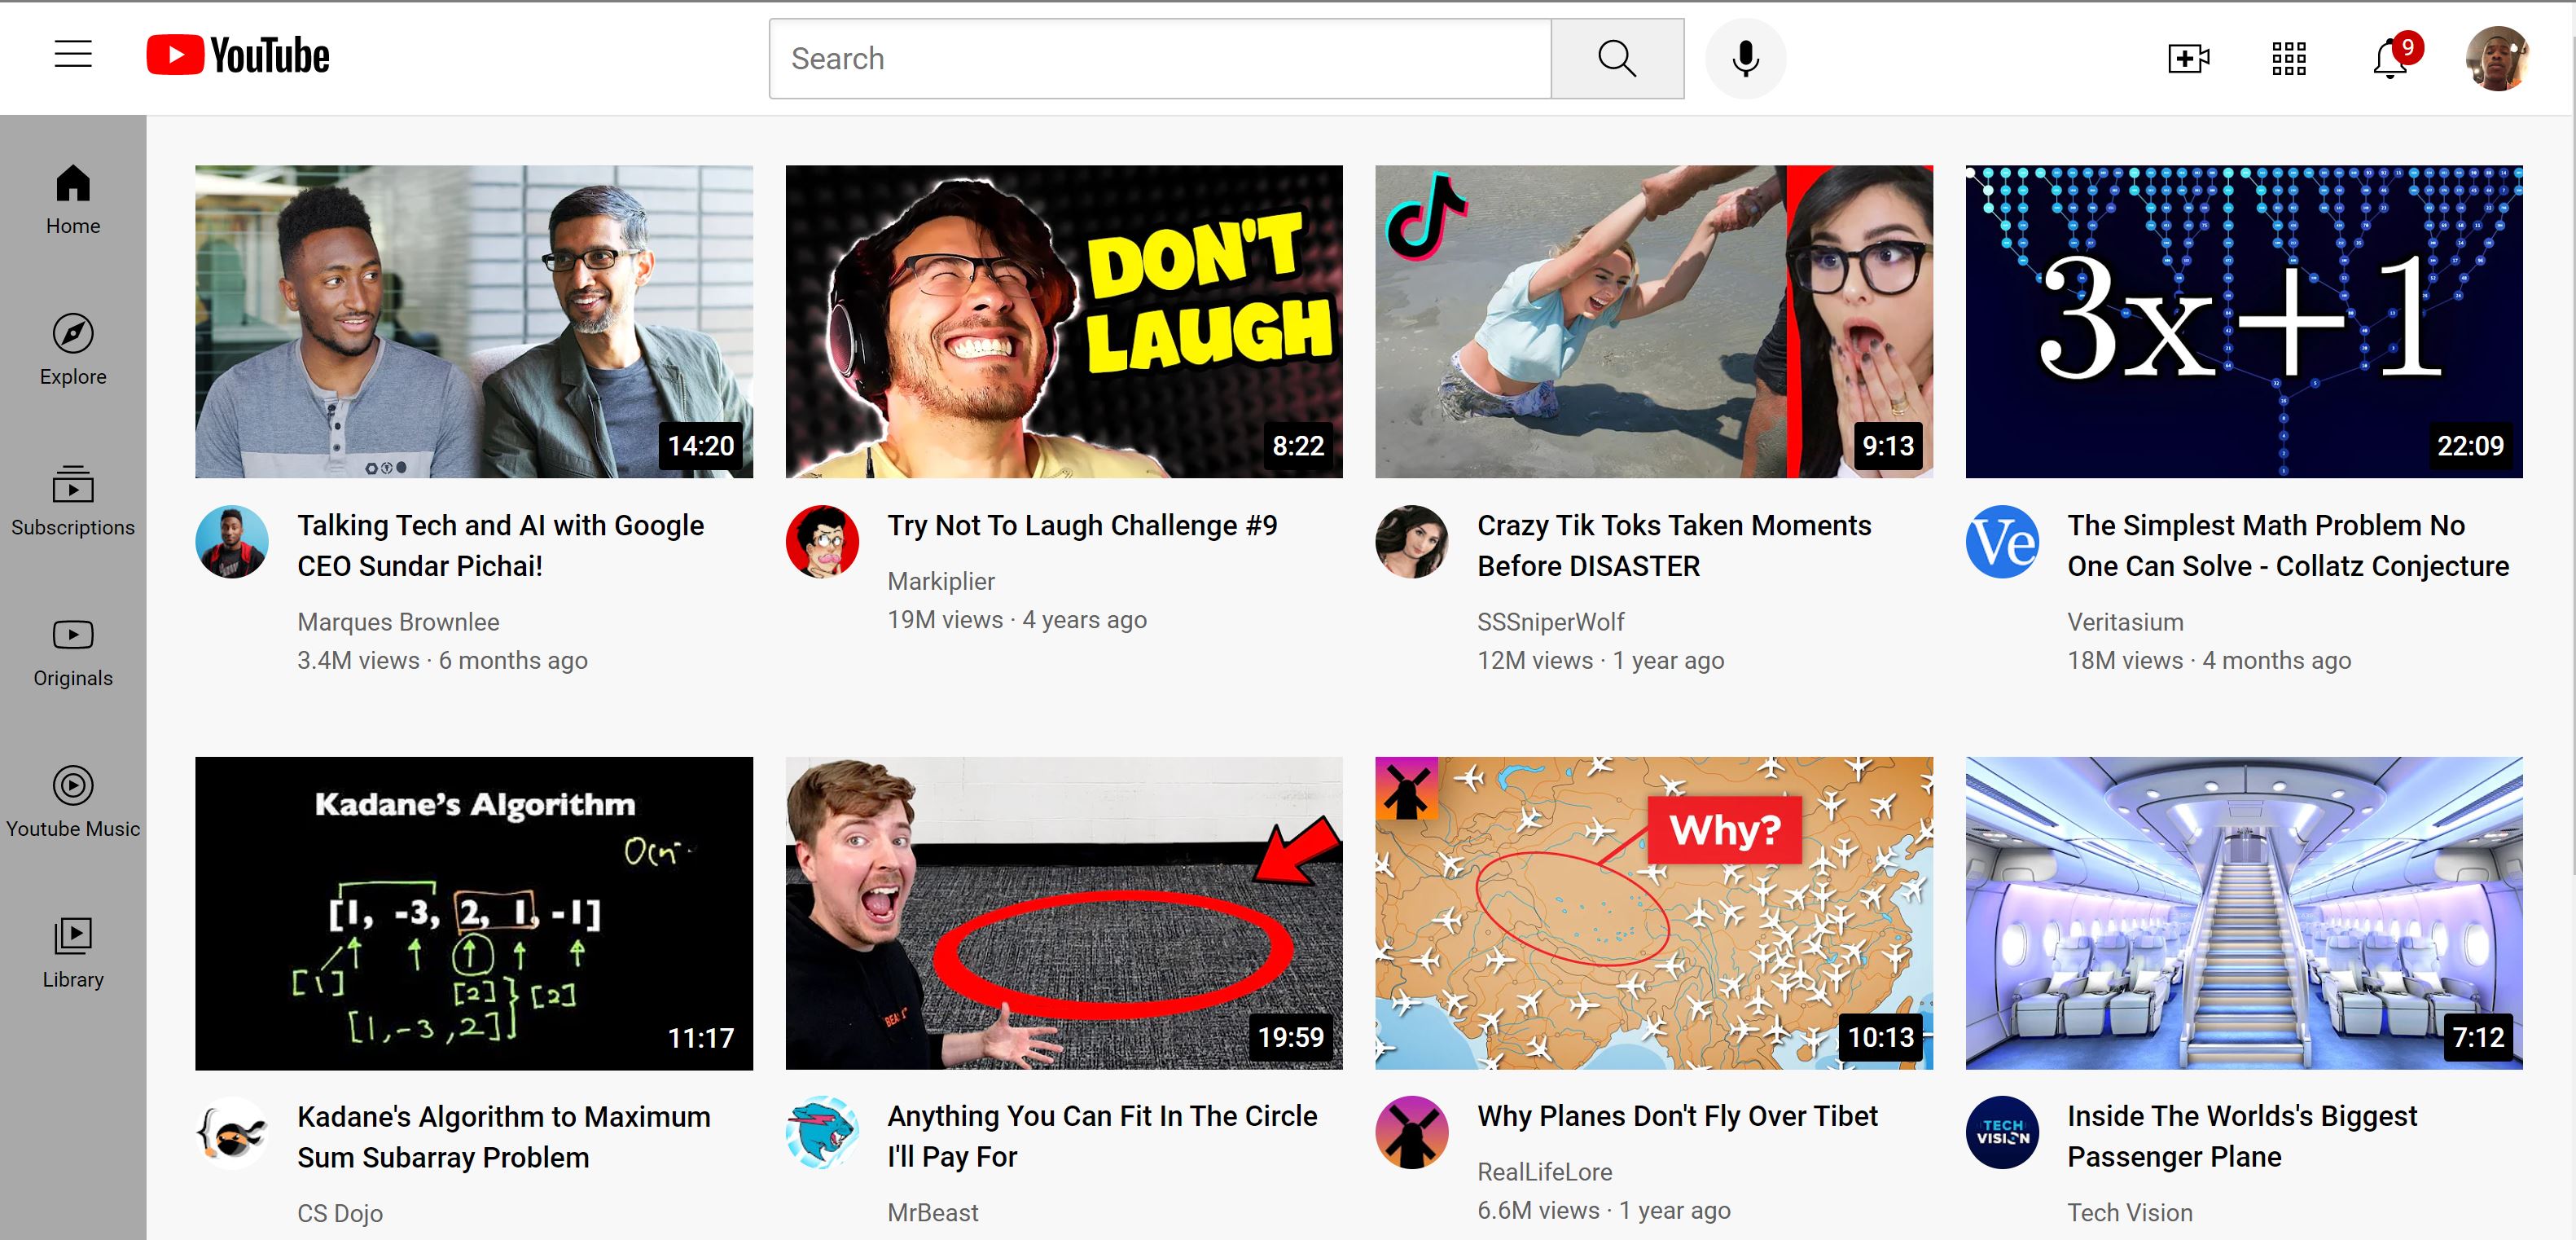 YouTube
Search
9
Home
Explore
Subscriptions
Originals
Youtube Music
Library
14:20
Talking Tech and AI with Google
CEO Sundar Pichai!
Marques Brownlee
3.4M views · 6 months ago
DON'T
LAUGH
8:22
Try Not To Laugh Challenge #9
Markiplier
19M views · 4 years ago
9:13
Crazy Tik Toks Taken Moments
Before DISASTER
SSSniperWolf
12M views · 1 year ago
3x+1
22:09
Ve
The Simplest Math Problem No
One Can Solve - Collatz Conjecture
Veritasium
18M views · 4 months ago
Kadane's Algorithm
O(n
[1, -3, 2, 1, -1]
[1]
[2] } [2]
[1, -3, 2]
11:17
Kadane's Algorithm to Maximum
Sum Subarray Problem
CS Dojo
19:59
Anything You Can Fit In The Circle
I'll Pay For
MrBeast
Why?
10:13
Why Planes Don't Fly Over Tibet
RealLifeLore
6.6M views · 1 year ago
7:12
TECH
VISION
Inside The Worlds's Biggest
Passenger Plane
Tech Vision